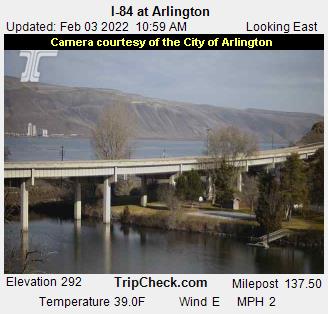 I-84 at Arlington
Updated: Feb 03 2022 10:59 AM Looking East
Camera courtesy of the City of Arlington
Elevation 292 TripCheck.com Milepost 137.50
Temperature 39.0F Wind E MPH 2